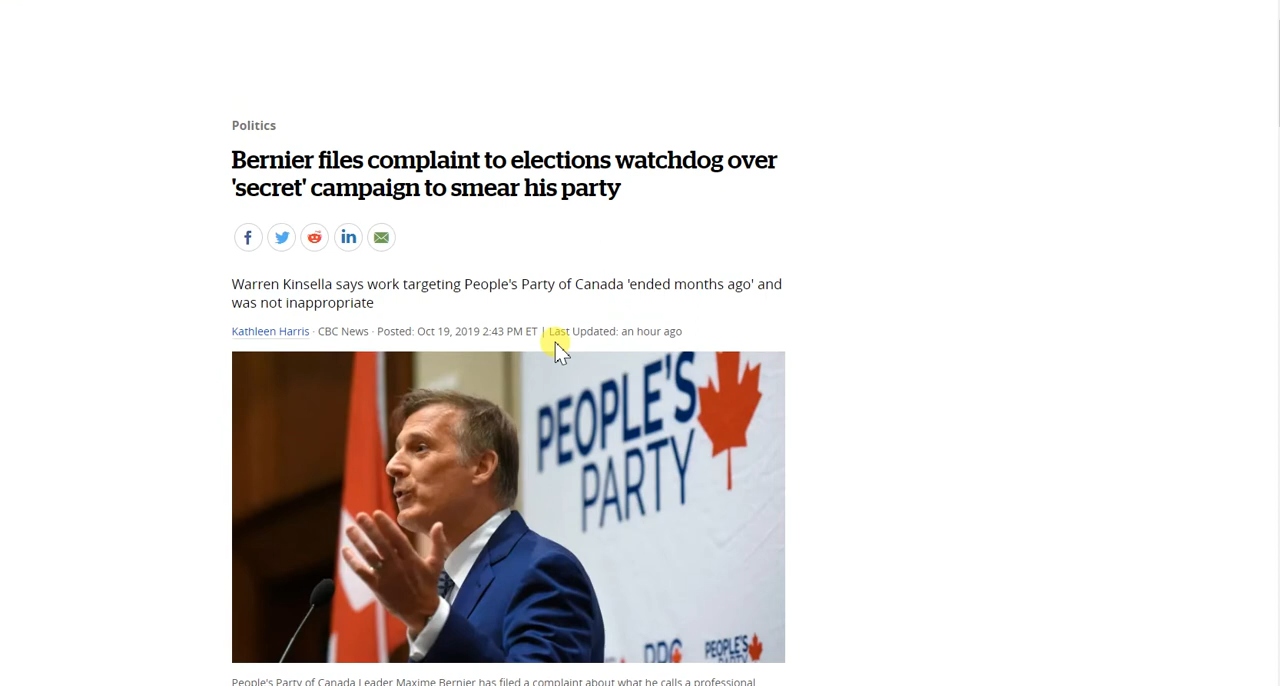 Politics
Bernier files complaint to elections watchdog over
'secret' campaign to smear his party
Warren Kinsella says work targeting People's Party of Canada 'ended months ago' and
was not inappropriate
Kathleen Harris · CBC News · Posted: Oct 19, 2019 2:43 PM ET | Last Updated: an hour ago
PEOPLE'S
PARTY
PPC
PEOPLE'S
PARTY
People's Party of Canada Leader Maxime Bernier has filed a complaint about what he calls a professional